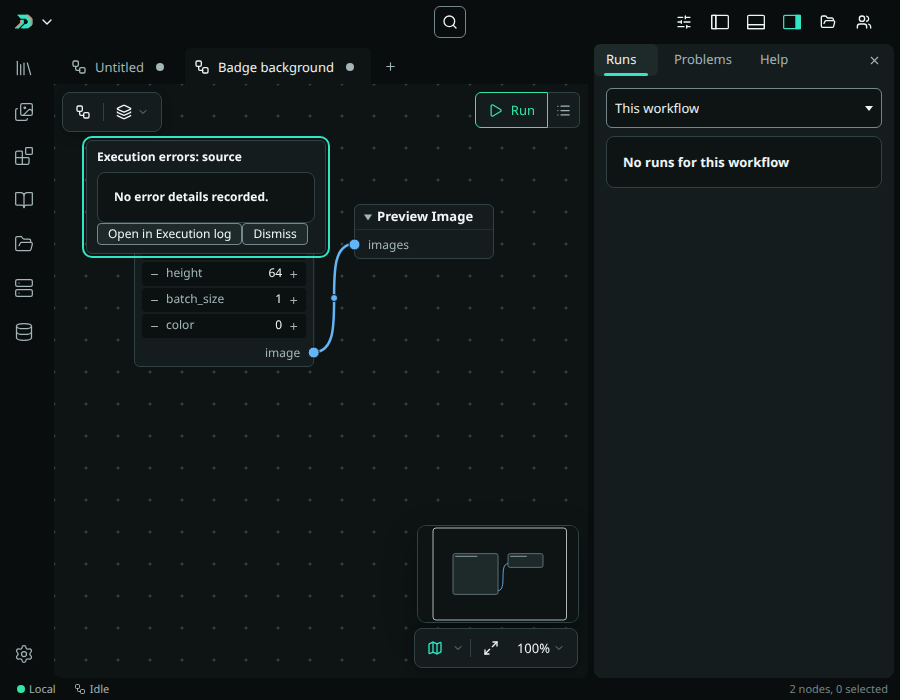 Untitled
Badge background
Run
Execution errors: source
No error details recorded.
Open in Execution log
Dismiss
height 64
batch_size 1
color 0
image
Preview Image
images
100%
Runs
Problems
Help
This workflow
No runs for this workflow
Local
Idle
2 nodes, 0 selected